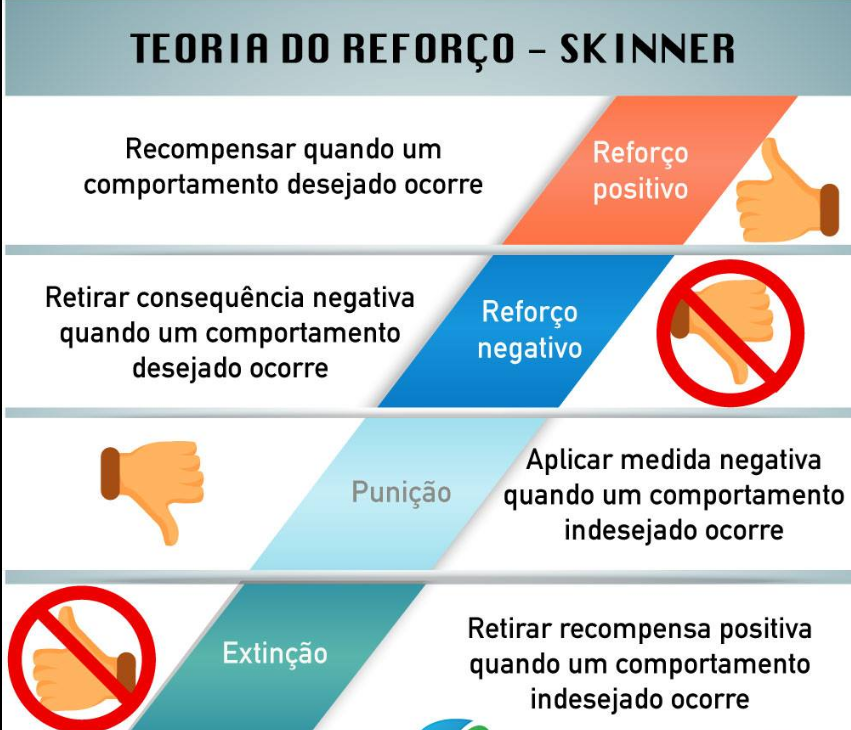 TEORIA DO REFORÇO – SKINNER
Recompensar quando um
comportamento desejado ocorre
Reforço
positivo
Retirar consequência negativa
quando um comportamento
desejado ocorre
Reforço
negativo
Punição
Aplicar medida negativa
quando um comportamento
indesejado ocorre
Extinção
Retirar recompensa positiva
quando um comportamento
indesejado ocorre